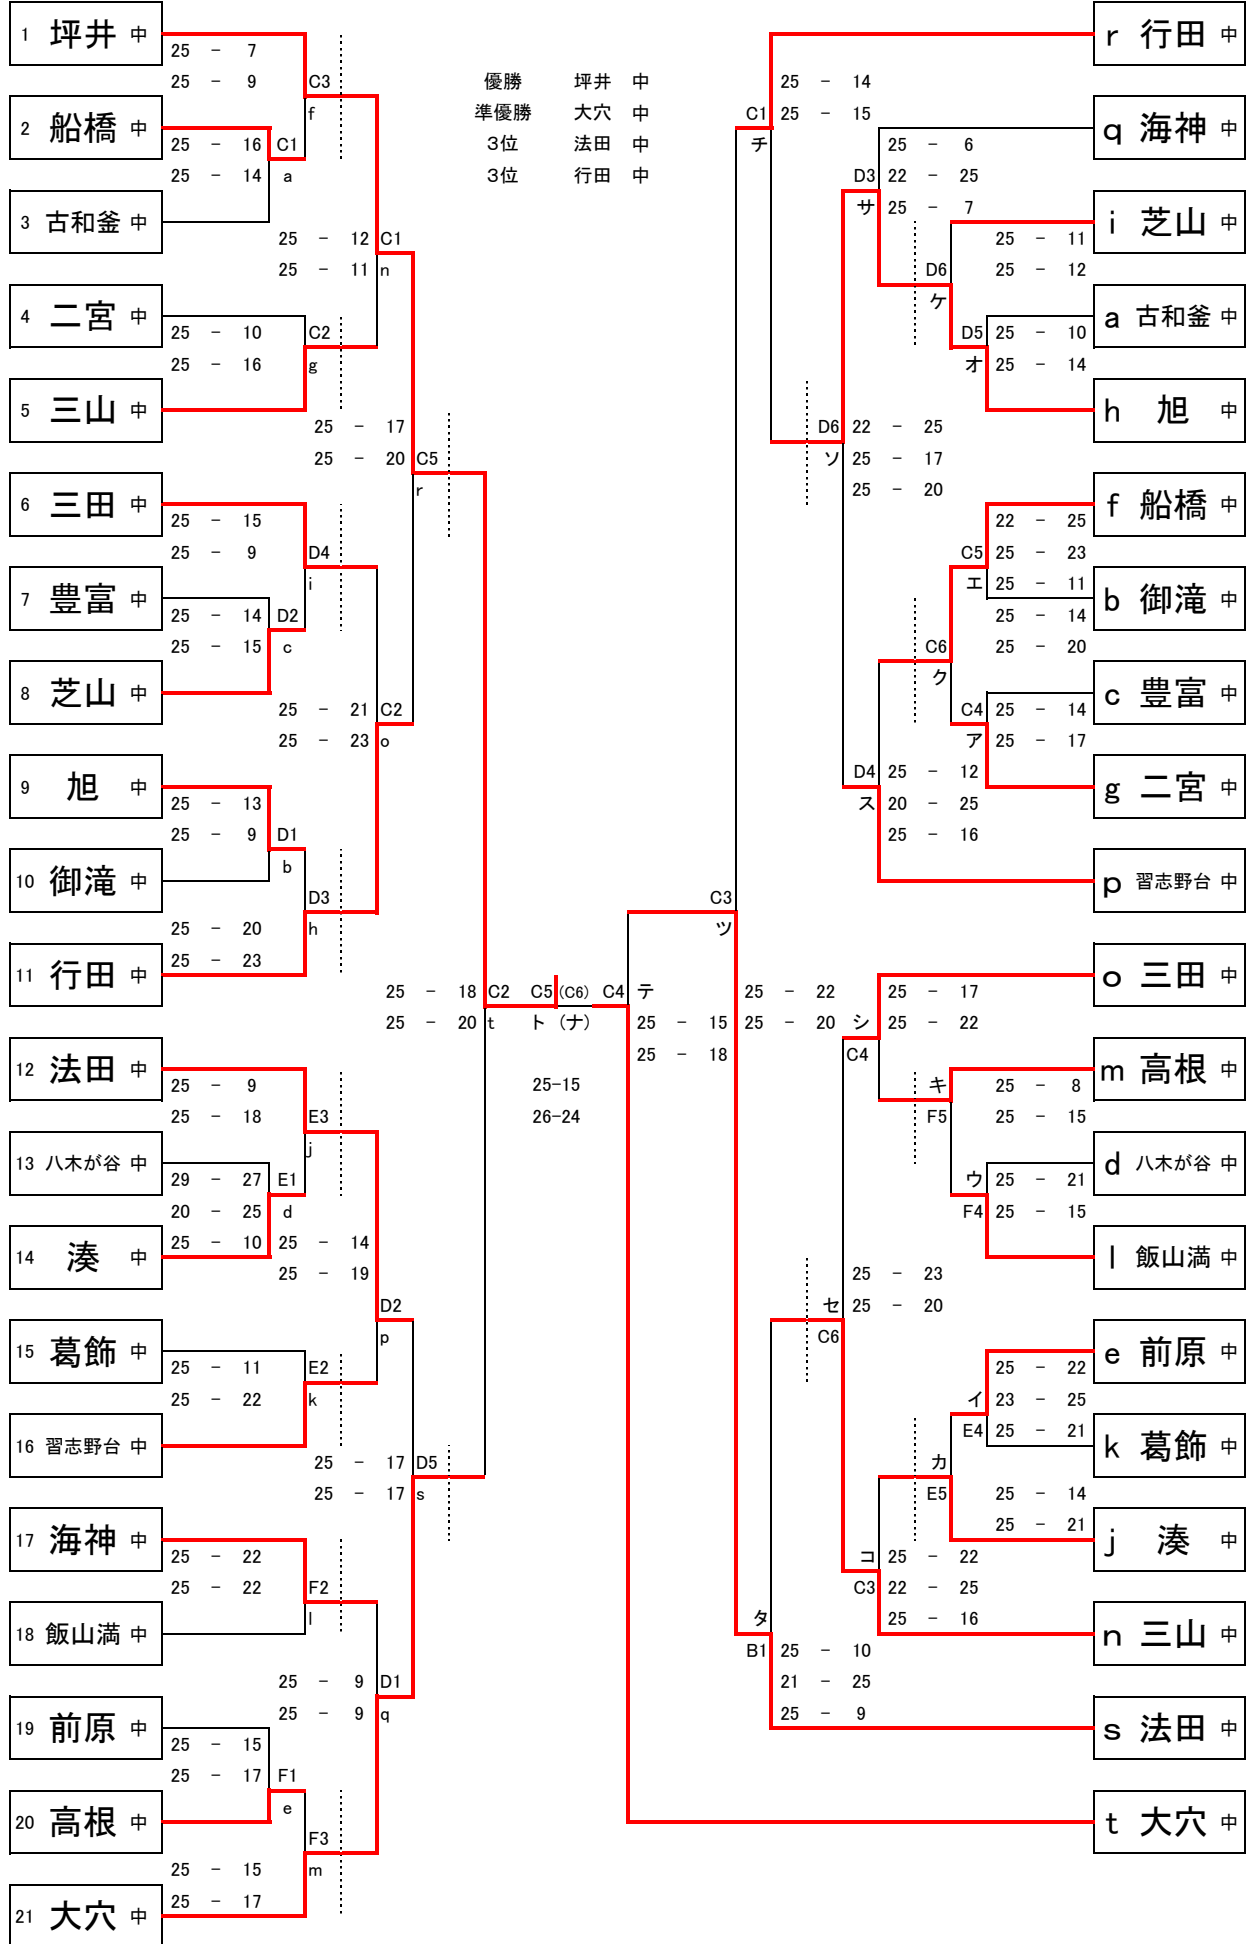 優勝 坪井 中
準優勝 大穴 中
3位 法田 中
3位 行田 中
1 坪井 中
25 - 7
25 - 9 C3
f
2 船橋 中
25 - 16 C1
25 - 14 a
3 古和釜 中
25 - 12 C1
25 - 11 n
4 二宮 中
25 - 10 C2
25 - 16 g
5 三山 中
25 - 17
25 - 20 C5
r
6 三田 中
25 - 15
25 - 9 D4
i
7 豊富 中
25 - 14 D2
25 - 15 c
8 芝山 中
25 - 21 C2
25 - 23 o
9 旭 中
25 - 13
25 - 9 D1
b
10 御滝 中
D3
25 - 20 h
25 - 23
11 行田 中
25 - 18 C2
25 - 20 t
C5 (C6) C4
ト (ナ)
25-15
26-24
12 法田 中
25 - 9
25 - 18 E3
j
13 八木が谷 中
29 - 27 E1
20 - 25 d
25 - 10
14 湊 中
25 - 14
25 - 19
D2
p
15 葛飾 中
25 - 11 E2
25 - 22 k
16 習志野台 中
25 - 17 D5
25 - 17 s
17 海神 中
25 - 22
25 - 22 F2
l
18 飯山満 中
25 - 9 D1
25 - 9 q
19 前原 中
25 - 15
25 - 17 F1
e
20 高根 中
F3
25 - 15 m
25 - 17
21 大穴 中
r 行田 中
25 - 14
C1 25 - 15
チ
q 海神 中
25 - 6
D3 22 - 25
サ 25 - 7
i 芝山 中
25 - 11
D6 25 - 12
ケ
a 古和釜 中
D5 25 - 10
オ 25 - 14
h 旭 中
D6 22 - 25
ソ 25 - 17
25 - 20
f 船橋 中
22 - 25
C5 25 - 23
エ 25 - 11
b 御滝 中
25 - 14
C6 25 - 20
ク
c 豊富 中
C4 25 - 14
ア 25 - 17
D4 25 - 12
ス 20 - 25
25 - 16
g 二宮 中
p 習志野台 中
C3
ツ
テ
25 - 15
25 - 18
25 - 22
25 - 20
o 三田 中
25 - 17
シ 25 - 22
C4
m 高根 中
キ 25 - 8
F5 25 - 15
d 八木が谷 中
ウ 25 - 21
F4 25 - 15
l 飯山満 中
25 - 23
セ 25 - 20
C6
e 前原 中
25 - 22
イ 23 - 25
E4 25 - 21
k 葛飾 中
カ
E5 25 - 14
25 - 21
j 湊 中
コ 25 - 22
C3 22 - 25
25 - 16
n 三山 中
タ
B1 25 - 10
21 - 25
25 - 9
s 法田 中
t 大穴 中